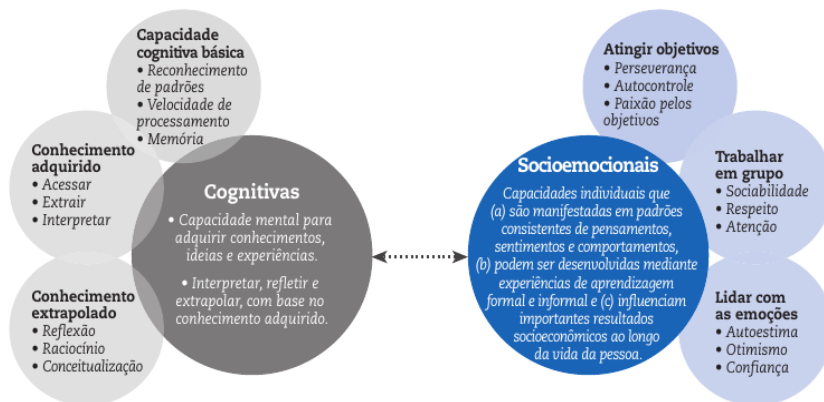 Capacidade
cognitiva básica
• Reconhecimento
de padrões
• Velocidade de
processamento
• Memória
Conhecimento
adquirido
• Acessar
• Extrair
• Interpretar
Conhecimento
extrapolado
• Reflexão
• Raciocínio
• Conceitualização
Cognitivas
• Capacidade mental para
adquirir conhecimentos,
ideias e experiências.
• Interpretar, refletir e
extrapolar, com base no
conhecimento adquirido.
Socioemocionais
Capacidades individuais que
(a) são manifestadas em padrões
consistentes de pensamentos,
sentimentos e comportamentos,
(b) podem ser desenvolvidas mediante
experiências de aprendizagem
formal e informal e (c) influenciam
importantes resultados
socioeconômicos ao longo
da vida da pessoa.
Atingir objetivos
• Perseverança
• Autocontrole
• Paixão pelos
objetivos
Trabalhar
em grupo
• Sociabilidade
• Respeito
• Atenção
Lidar com
as emoções
• Autoestima
• Otimismo
• Confiança